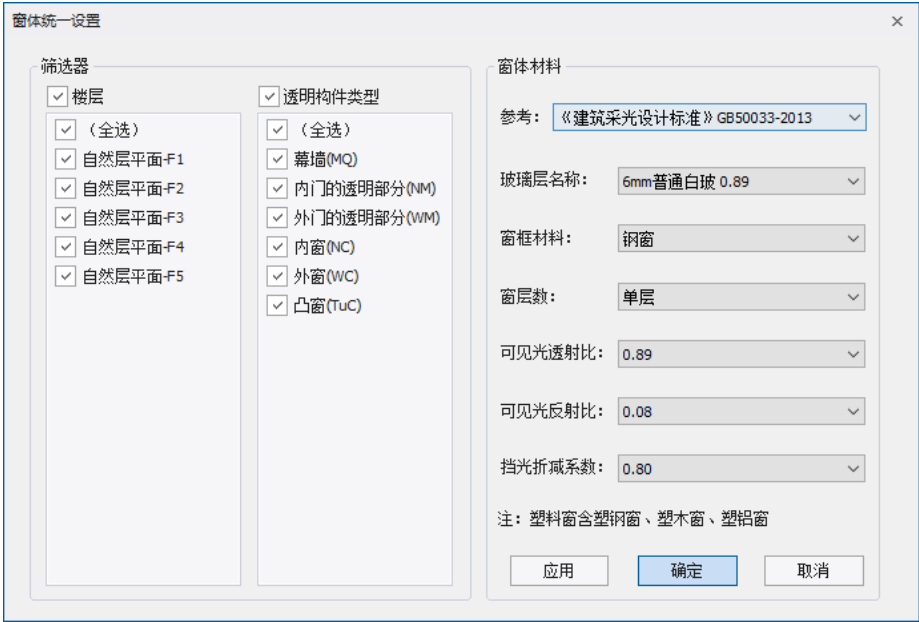 窗体统一设置
筛选器
楼层
（全选）
自然层平面-F1
自然层平面-F2
自然层平面-F3
自然层平面-F4
自然层平面-F5
透明构件类型
（全选）
幕墙(MQ)
内门的透明部分(NM)
外门的透明部分(WM)
内窗(NC)
外窗(WC)
凸窗(TuC)
窗体材料
参考： 《建筑采光设计标准》GB50033-2013
玻璃层名称： 6mm普通白玻 0.89
窗框材料： 钢窗
窗层数： 单层
可见光透射比： 0.89
可见光反射比： 0.08
挡光折减系数： 0.80
注：塑料窗含塑钢窗、塑木窗、塑铝窗
应用 确定 取消